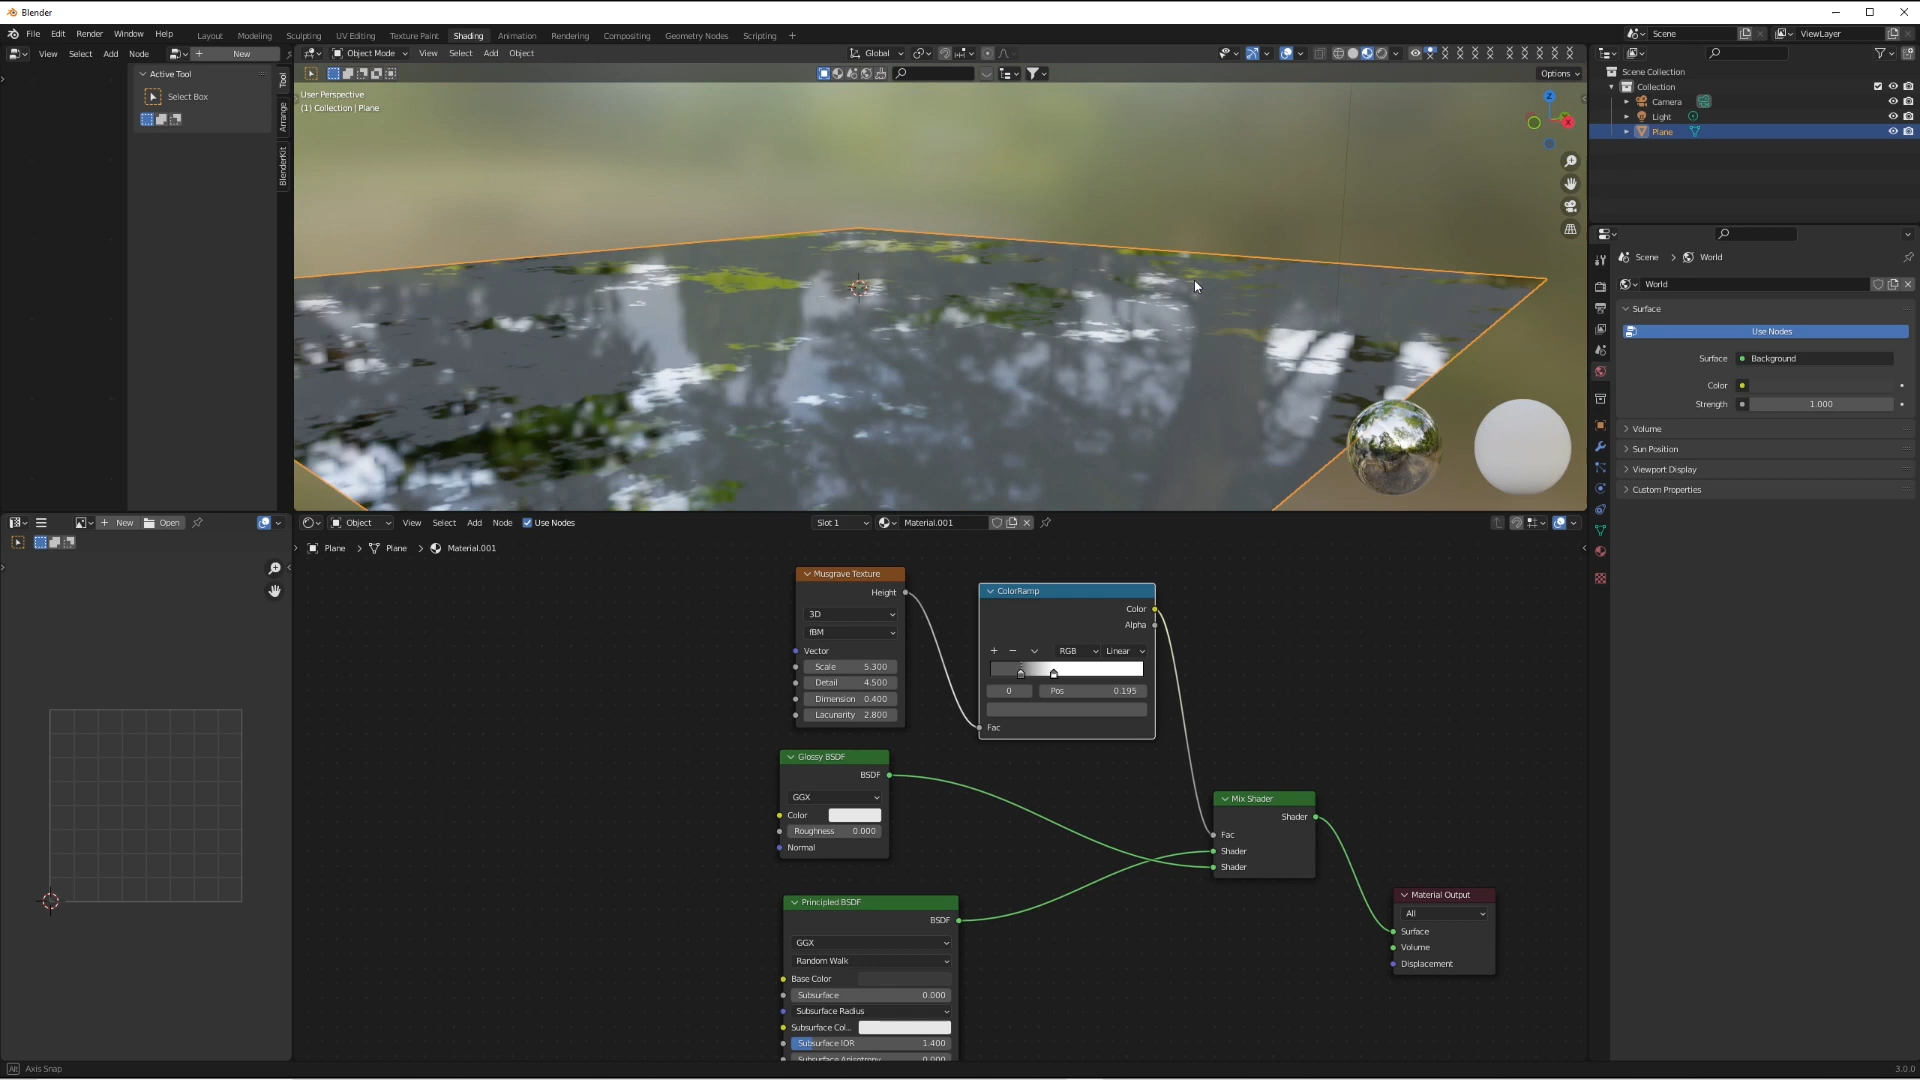 Blender
File Edit Render Window Help Layout Modeling Sculpting UV Editing Texture Paint Shading Animation Rendering Compositing Geometry Nodes Scripting + Scene ViewLayer
View Select Add Node + New Object Mode View Select Add Object Global
Active Tool
Select Box
Tool
Arrange
BlenderKit
Options
User Perspective
(1) Collection | Plane
Z
X
Scene Collection
Collection
Camera
Light
Plane
Scene > World
World
Surface
Use Nodes
Surface Background
Color
Strength 1.000
Volume
Sun Position
Viewport Display
Custom Properties
+ New Open
Object View Select Add Node Use Nodes Slot 1 Material.001
Plane > Plane > Material.001
Musgrave Texture
Height
3D
fBM
Vector
Scale 5.300
Detail 4.500
Dimension 0.400
Lacunarity 2.800
ColorRamp
Color
Alpha
+ − RGB Linear
0 Pos 0.195
Fac
Glossy BSDF
BSDF
GGX
Color
Roughness 0.000
Normal
Mix Shader
Shader
Fac
Shader
Shader
Principled BSDF
BSDF
GGX
Random Walk
Base Color
Subsurface 0.000
Subsurface Radius
Subsurface Col...
Subsurface IOR 1.400
Subsurface Anisotropy 0.000
Material Output
All
Surface
Volume
Displacement
Alt Axis Snap
3.0.0